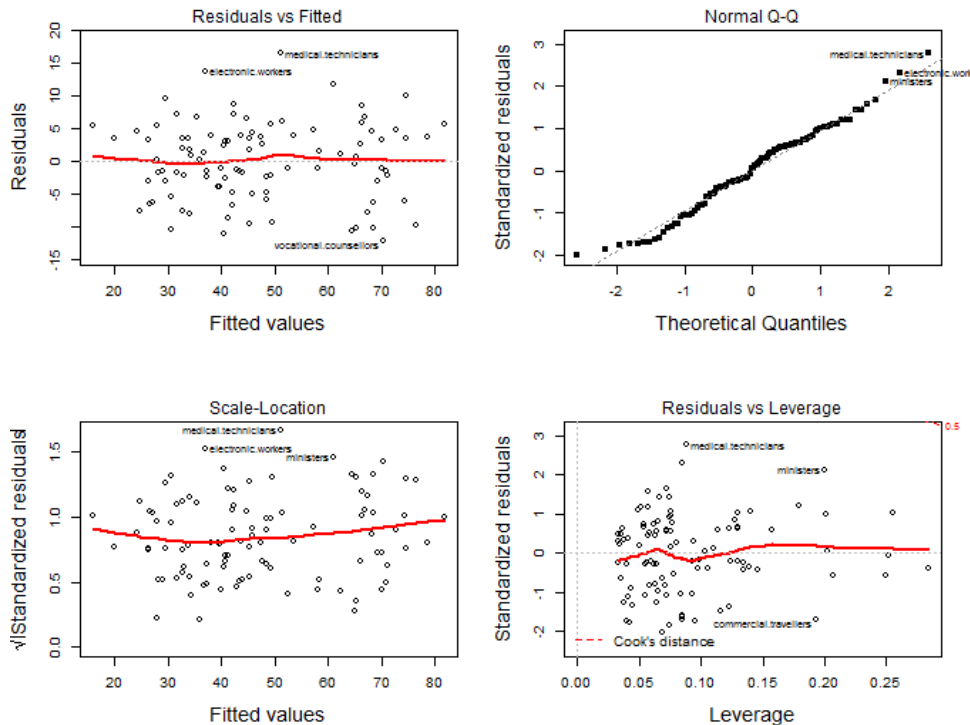 Residuals vs Fitted
Residuals
20
15
10
5
0
-5
-15
medical.technicians
electronic.workers
vocational.counsellors
20 30 40 50 60 70 80
Fitted values
Normal Q-Q
Standardized residuals
3
2
1
0
-1
-2
medical.technicians
electronic.work
ministers
-2 -1 0 1 2
Theoretical Quantiles
Scale-Location
√|Standardized residuals
1.5
1.0
0.5
0.0
medical.technicians
electronic.workers
ministers
20 30 40 50 60 70 80
Fitted values
Residuals vs Leverage
Standardized residuals
3
2
1
0
-1
-2
medical.technicians
ministers
commercial.travellers
Cook's distance
0.5
0.00 0.05 0.10 0.15 0.20 0.25
Leverage